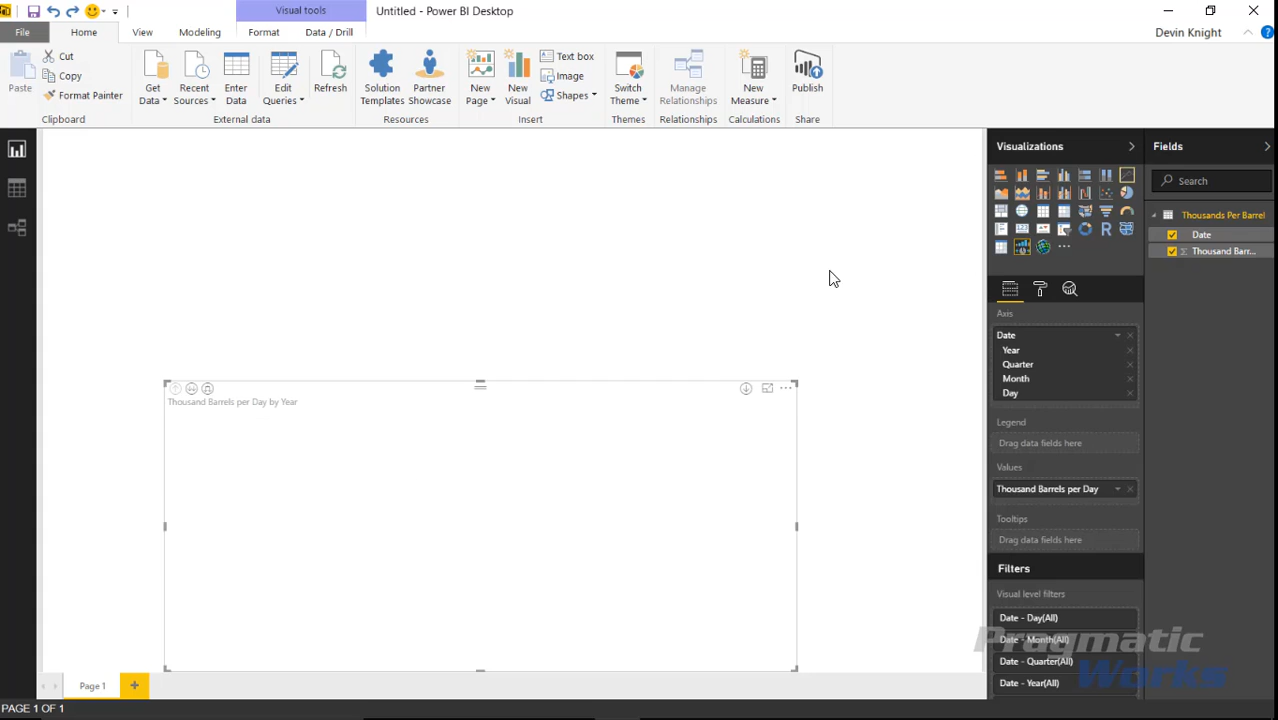 Visual tools
Untitled - Power BI Desktop
File
Home
View
Modeling
Format
Data / Drill
Devin Knight
Paste
Cut
Copy
Format Painter
Clipboard
Get Data
Recent Sources
Enter Data
Edit Queries
Refresh
External data
Solution Templates
Partner Showcase
Resources
New Page
New Visual
Text box
Image
Shapes
Insert
Switch Theme
Themes
Manage Relationships
Relationships
New Measure
Calculations
Publish
Share
Thousand Barrels per Day by Year
Visualizations
R
Axis
Date
Year
Quarter
Month
Day
Legend
Drag data fields here
Values
Thousand Barrels per Day
Tooltips
Drag data fields here
Filters
Visual level filters
Date - Day(All)
Date - Month(All)
Date - Quarter(All)
Date - Year(All)
Fields
Search
Thousands Per Barrel
Date
Σ Thousand Barr...
Pragmatic Works
Page 1
PAGE 1 OF 1